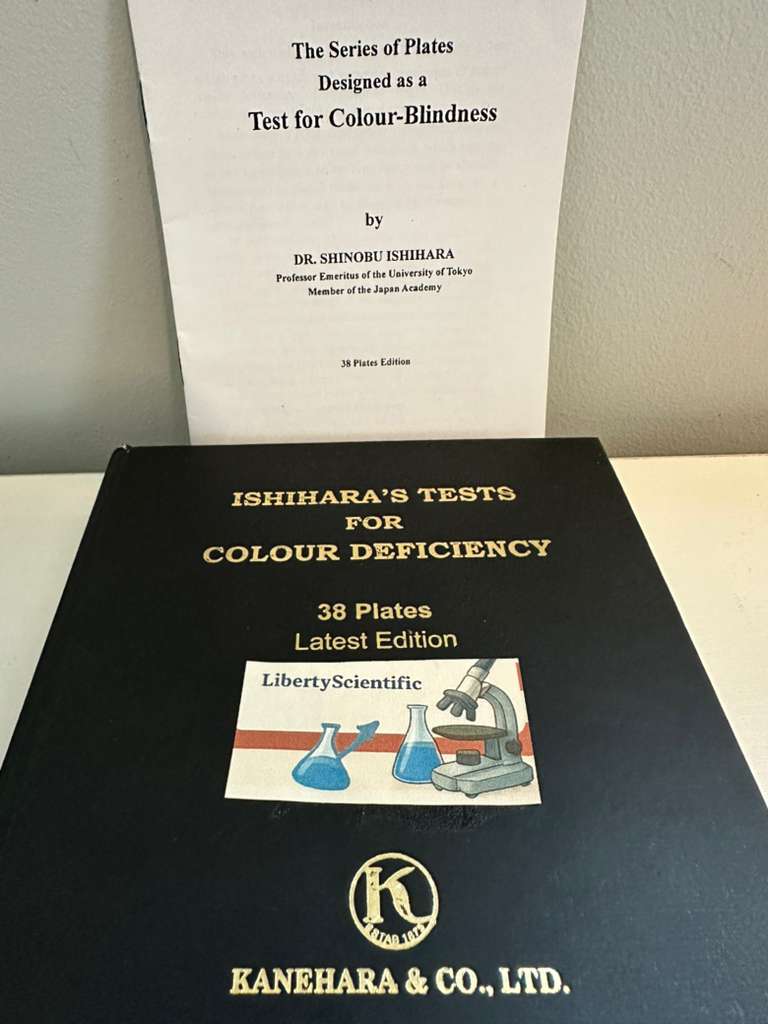 The Series of Plates
Designed as a
Test for Colour-Blindness
by
DR. SHINOBU ISHIHARA
Professor Emeritus of the University of Tokyo
Member of the Japan Academy
38 Plates Edition
ISHIHARA'S TESTS
FOR
COLOUR DEFICIENCY
38 Plates
Latest Edition
LibertyScientific
K
KANEHARA & CO., LTD.